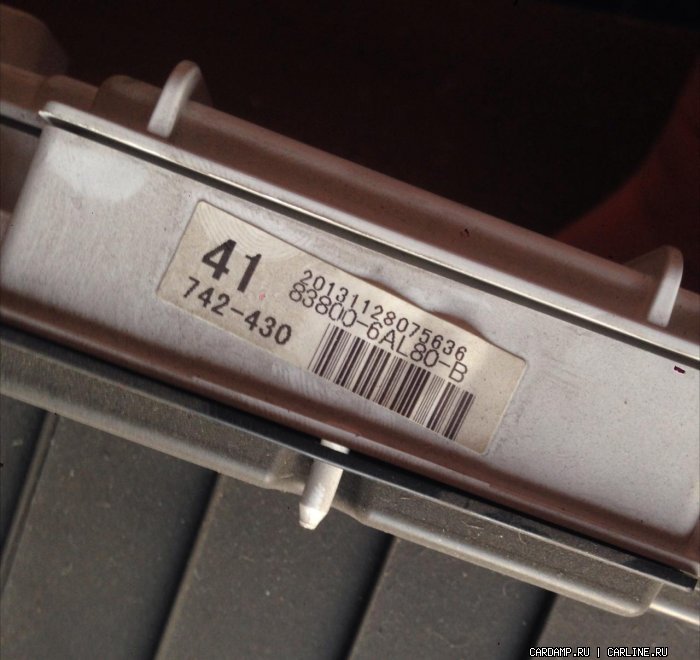 41
742-430
20131128075636
83800-6AL80-B
CARDAMP.RU | CARLINE.RU